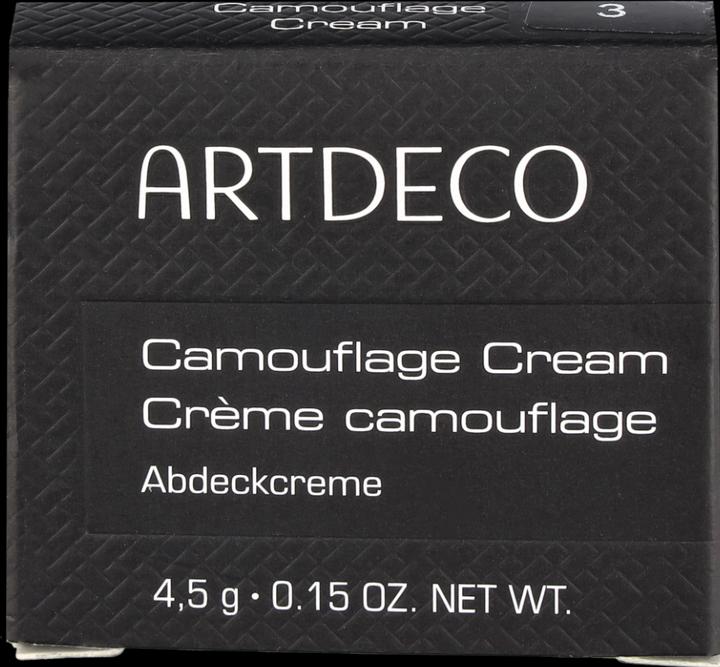 Camouflage
Cream
3
ARTDECO
Camouflage Cream
Crème camouflage
Abdeckcreme
4,5 g • 0.15 OZ. NET WT.